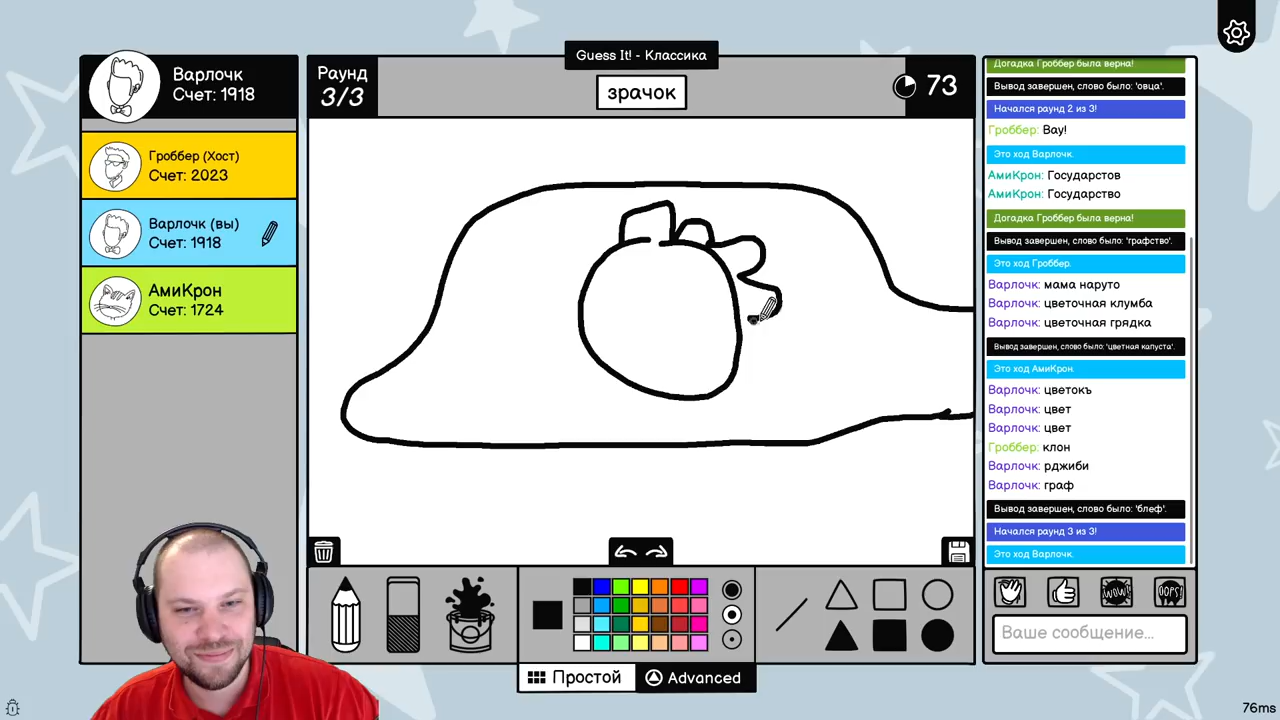 Guess It! - Классика
Варлочк
Счет: 1918
Раунд
3/3
зрачок
73
Гроббер (Хост)
Счет: 2023
Варлочк (вы)
Счет: 1918
АмиКрон
Счет: 1724
Догадка Гроббер была верна!
Вывод завершен, слово было: 'овца'.
Начался раунд 2 из 3!
Гроббер: Вау!
Это ход Варлочк.
АмиКрон: Государстов
АмиКрон: Государство
Догадка Гроббер была верна!
Вывод завершен, слово было: 'графство'.
Это ход Гроббер.
Варлочк: мама наруто
Варлочк: цветочная клумба
Варлочк: цветочная грядка
Вывод завершен, слово было: 'цветная капуста'.
Это ход АмиКрон.
Варлочк: цветокъ
Варлочк: цвет
Варлочк: цвет
Гроббер: клон
Варлочк: рджиби
Варлочк: граф
Вывод завершен, слово было: 'блеф'.
Начался раунд 3 из 3!
Это ход Варлочк.
WOW!
OOPS!
Ваше сообщение...
Простой
Advanced
76ms